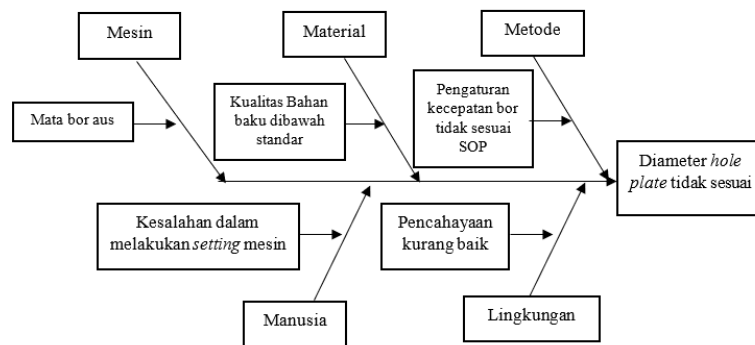 Mesin
Material
Metode
Mata bor aus
Kualitas Bahan
baku dibawah
standar
Pengaturan
kecepatan bor
tidak sesuai
SOP
Diameter hole
plate tidak sesuai
Kesalahan dalam
melakukan setting mesin
Pencahayaan
kurang baik
Manusia
Lingkungan